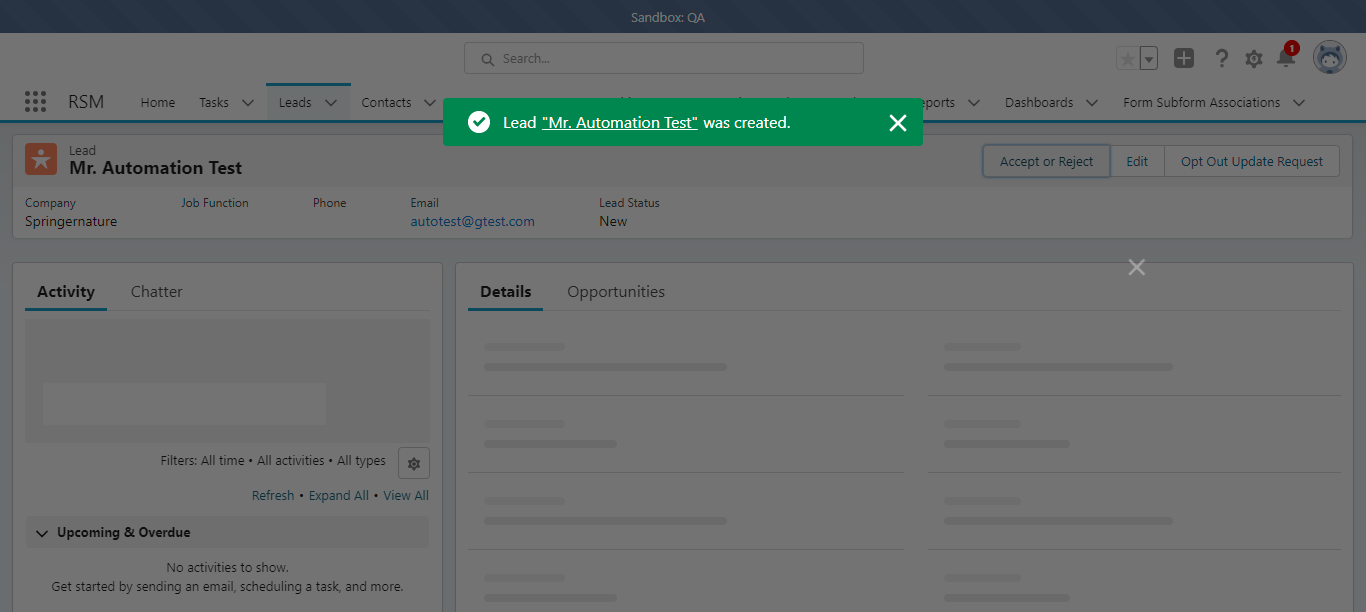 Sandbox: QA
Search...
1
RSM Home Tasks Leads Contacts Dashboards Form Subform Associations
Lead "Mr. Automation Test" was created.
Lead
Mr. Automation Test
Accept or Reject Edit Opt Out Update Request
Company Job Function Phone Email Lead Status
Springernature autotest@gtest.com New
Activity Chatter Details Opportunities
Filters: All time • All activities • All types
Refresh • Expand All • View All
Upcoming & Overdue
No activities to show.
Get started by sending an email, scheduling a task, and more.